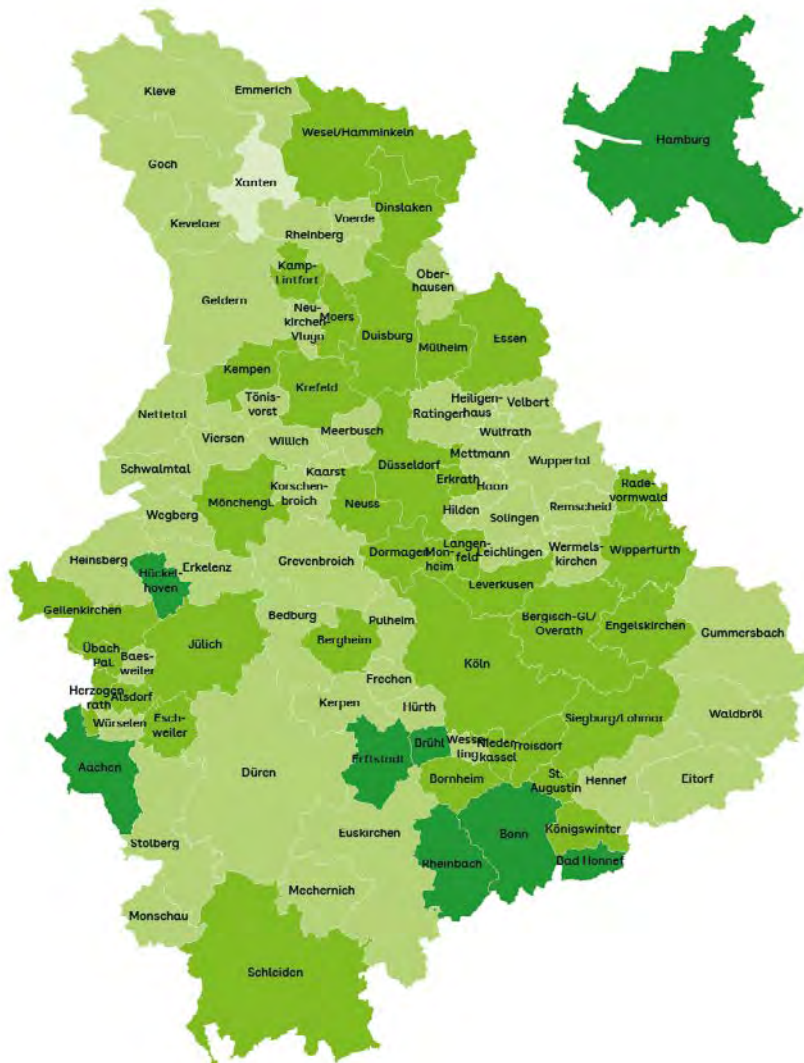 Kleve
Emmerich
Wesel/Hamminkeln
Hamburg
Goch
Xanten
Dinslaken
Kevelaer
Voerde
Rheinberg
Kamp-
Lintfort
Ober-
hausen
Geldern
Neu-
kirchen-
Vluyn
Moers
Duisburg
Mülheim
Essen
Kempen
Krefeld
Tönis-
vorst
Nettetal
Viersen
Willich
Meerbusch
Ratingen
Heiligen-
haus
Velbert
Wülfrath
Mettmann
Wuppertal
Schwalmtal
Kaarst
Korschen-
broich
Mönchengl.
Neuss
Düsseldorf
Erkrath
Haan
Hilden
Solingen
Remscheid
Rade-
vormwald
Wegberg
Grevenbroich
Dormagen
Mon-
heim
Langen-
feld
Leichlingen
Wermels-
kirchen
Wipperfürth
Heinsberg
Erkelenz
Hückel-
hoven
Leverkusen
Geilenkirchen
Bedburg
Pulheim
Bergheim
Bergisch-GL/
Overath
Engelskirchen
Gummersbach
Übach
Pal.
Baes-
weiler
Jülich
Köln
Herzogen
rath
Alsdorf
Würselen
Esch-
weiler
Frechen
Kerpen
Hürth
Waldbröl
Siegburg/Lohmar
Aachen
Düren
Erftstadt
Brühl
Wesse-
ling
Nieder
kassel
Troisdorf
Bornheim
St.
Augustin
Hennef
Eitorf
Stolberg
Euskirchen
Rheinbach
Bonn
Königswinter
Bad Honnef
Monschau
Mechernich
Schleiden